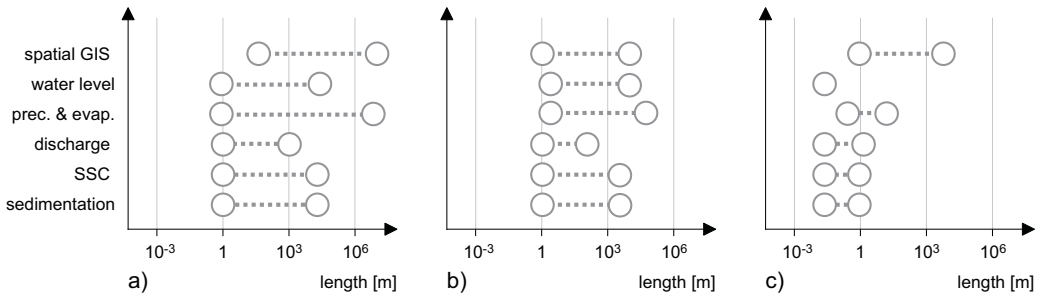 spatial GIS
water level
prec. & evap.
discharge
SSC
sedimentation
10-3 1 103 106
length [m]
a)
10-3 1 103 106
length [m]
b)
10-3 1 103 106
length [m]
c)